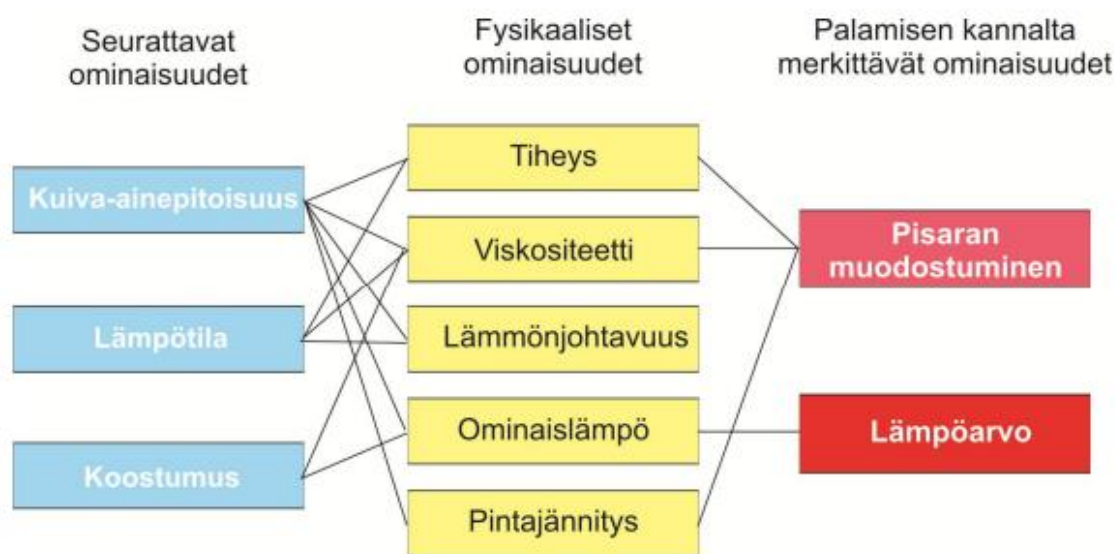 Seurattavat
ominaisuudet
Fysikaaliset
ominaisuudet
Palamisen kannalta
merkittävät ominaisuudet
Kuiva-ainepitoisuus
Lämpötila
Koostumus
Tiheys
Viskositeetti
Lämmönjohtavuus
Ominaislämpö
Pintajännitys
Pisaran
muodostuminen
Lämpöarvo